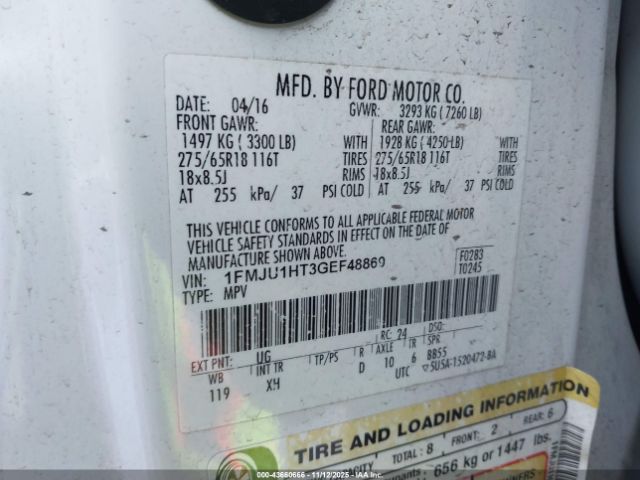 MFD. BY FORD MOTOR CO.
DATE: 04/16 GVWR: 3293 KG ( 7260 LB)
FRONT GAWR: REAR GAWR:
1497 KG ( 3300 LB) WITH 1928 KG ( 4250 LB) WITH
275/65R18 116T TIRES 275/65R18 116T TIRES
18x8.5J RIMS 18x8.5J RIMS
AT 255 kPa/ 37 PSI COLD AT 255 kPa/ 37 PSI COLD
THIS VEHICLE CONFORMS TO ALL APPLICABLE FEDERAL MOTOR
VEHICLE SAFETY STANDARDS IN EFFECT ON THE DATE OF
MANUFACTURE SHOWN ABOVE.
VIN: 1FMJU1HT3GEF48869 F0283
TYPE: MPV T0245
EXT PNT: UG RC: 24 DSO:
WB INT TR TP/PS R AXLE TR SPR
119 XH D 10 6 BB55
UTC ▽5U5A-1520472-BA
TIRE AND LOADING INFORMATION
TOTAL: 8 FRONT: 2 REAR: 6
656 kg or 1447 lbs.
000-43660666 - 11/12/2025 - IAAI.com